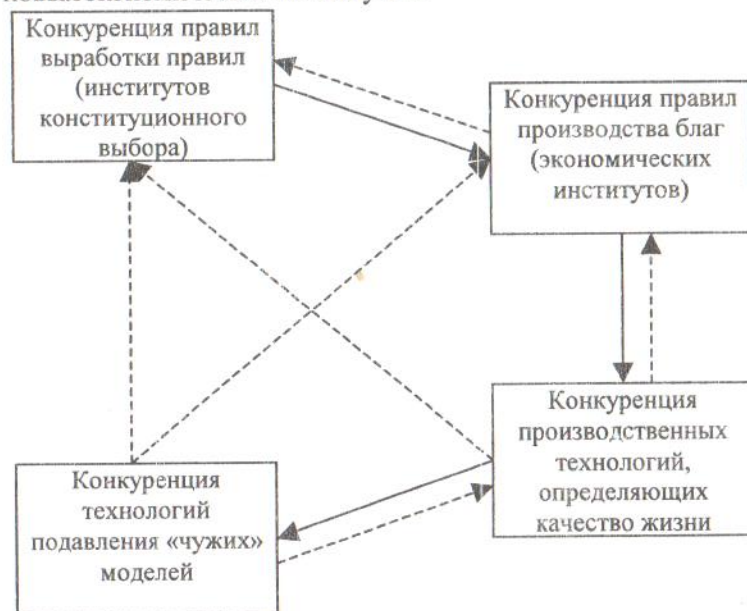 Конкуренция правил
выработки правил
(институтов
конституционного
выбора)
Конкуренция правил
производства благ
(экономических
институтов)
Конкуренция
производственных
технологий,
определяющих
качество жизни
Конкуренция
технологий
подавления «чужих»
моделей